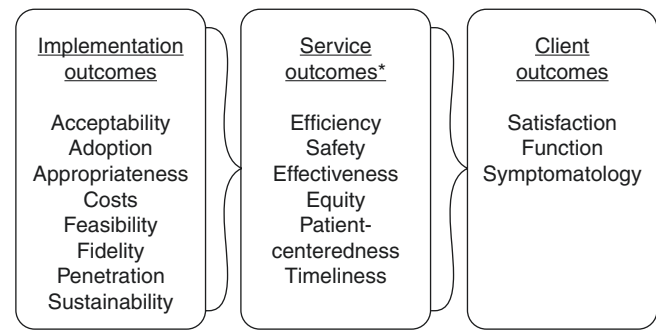 Implementation
outcomes
Acceptability
Adoption
Appropriateness
Costs
Feasibility
Fidelity
Penetration
Sustainability
Service
outcomes*
Efficiency
Safety
Effectiveness
Equity
Patient-
centeredness
Timeliness
Client
outcomes
Satisfaction
Function
Symptomatology